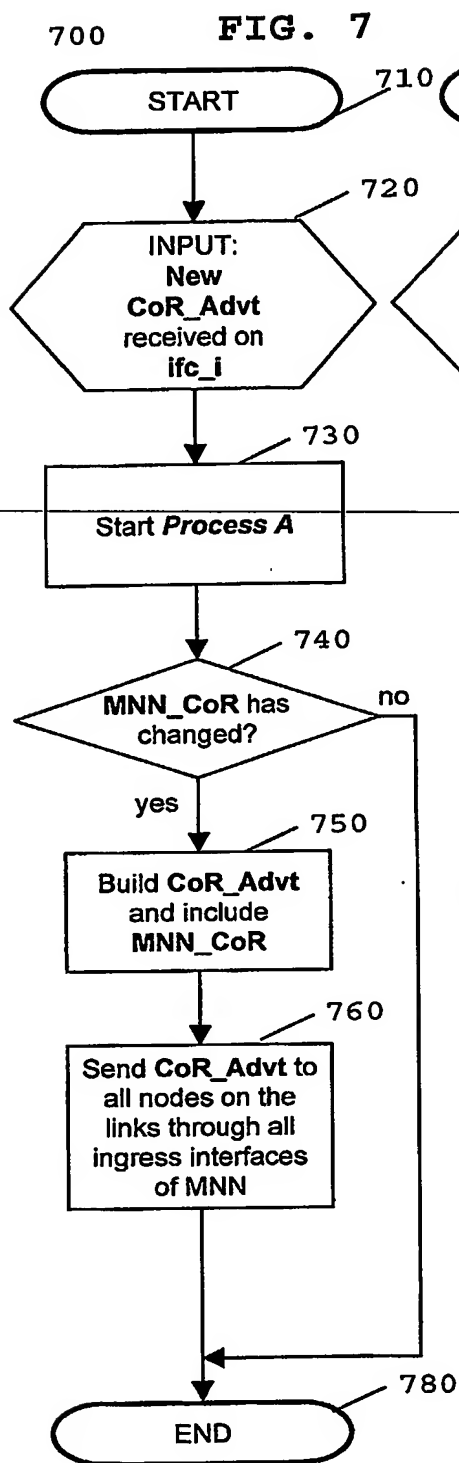 700
FIG. 7
START
710
720
INPUT:
New
CoR_Advt
received on
ifc_i
730
Start Process A
740
MNN_CoR has
changed?
no
yes
750
Build CoR_Advt
and include
MNN_CoR
760
Send CoR_Advt to
all nodes on the
links through all
ingress interfaces
of MNN
END
780